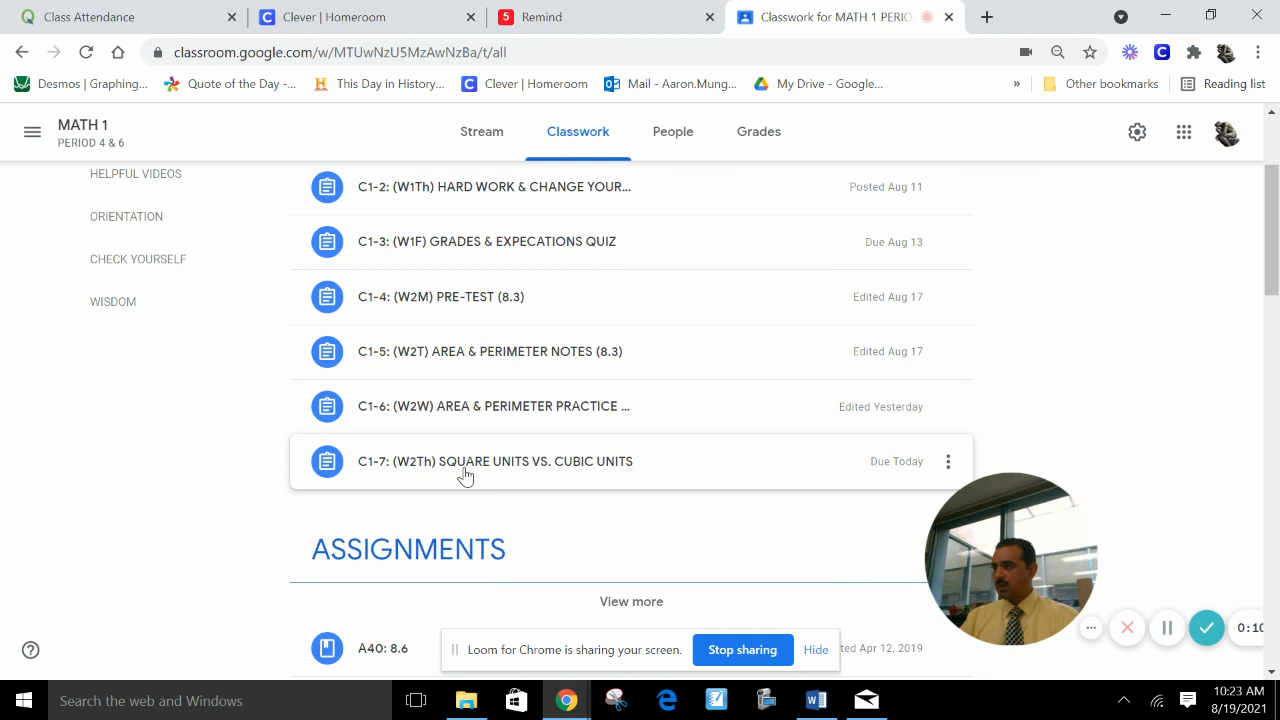 Class Attendance
Clever | Homeroom
5 Remind
Classwork for MATH 1 PERIO
classroom.google.com/w/MTUwNzU5MzAwNzBa/t/all
Desmos | Graphing...
Quote of the Day -...
This Day in History...
Clever | Homeroom
Mail - Aaron.Mung...
My Drive - Google...
»
Other bookmarks
Reading list
MATH 1
PERIOD 4 & 6
Stream
Classwork
People
Grades
HELPFUL VIDEOS
ORIENTATION
CHECK YOURSELF
WISDOM
C1-2: (W1Th) HARD WORK & CHANGE YOUR...
Posted Aug 11
C1-3: (W1F) GRADES & EXPECATIONS QUIZ
Due Aug 13
C1-4: (W2M) PRE-TEST (8.3)
Edited Aug 17
C1-5: (W2T) AREA & PERIMETER NOTES (8.3)
Edited Aug 17
C1-6: (W2W) AREA & PERIMETER PRACTICE ...
Edited Yesterday
C1-7: (W2Th) SQUARE UNITS VS. CUBIC UNITS
Due Today
ASSIGNMENTS
View more
A40: 8.6
ted Apr 12, 2019
Loom for Chrome is sharing your screen.
Stop sharing
Hide
0:10
Search the web and Windows
10:23 AM
8/19/2021